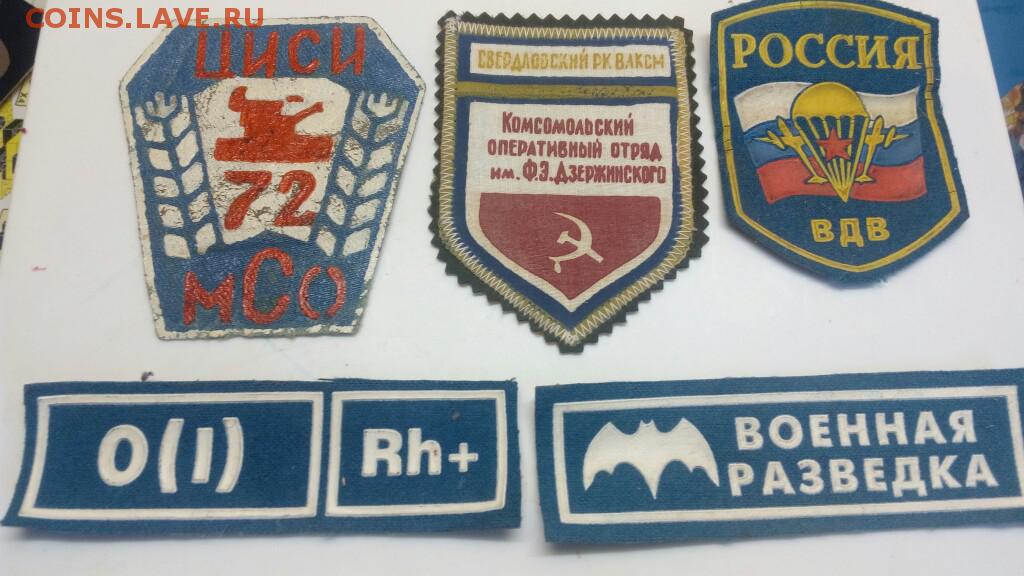 COINS.LAVE.RU
ЦИСИ
72
МСО
СВЕРДЛОВСКИЙ РК ВЛКСМ
КОМСОМОЛЬСКИЙ
ОПЕРАТИВНЫЙ ОТРЯД
ИМ. Ф.Э. ДЗЕРЖИНСКОГО
РОССИЯ
ВДВ
O(I)
Rh+
ВОЕННАЯ
РАЗВЕДКА